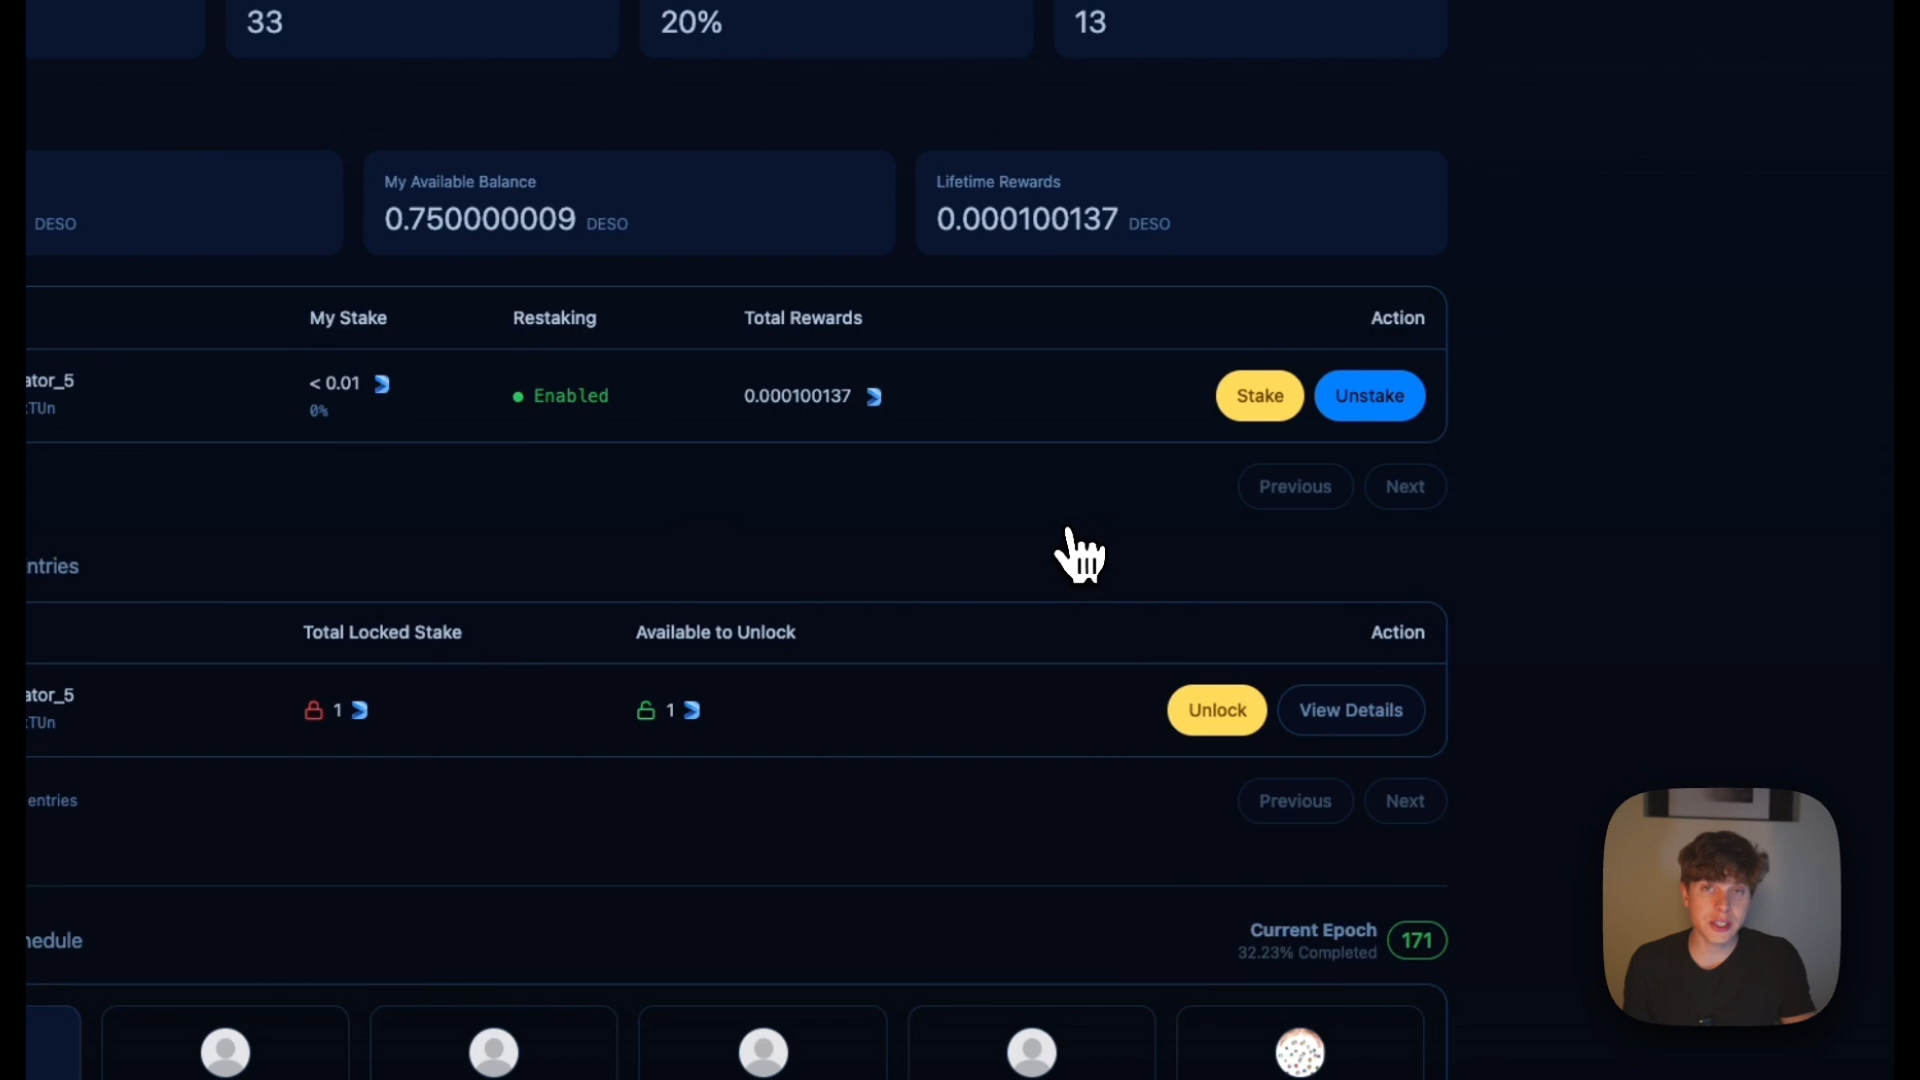 33 20% 13
My Available Balance Lifetime Rewards
DESO 0.750000009 DESO 0.000100137 DESO
My Stake Restaking Total Rewards Action
ator_5 < 0.01 Enabled 0.000100137 Stake Unstake
:TUn 0%
Previous Next
ntries
Total Locked Stake Available to Unlock Action
ator_5 1 1 Unlock View Details
:TUn
entries Previous Next
hedule Current Epoch 171
32.23% Completed